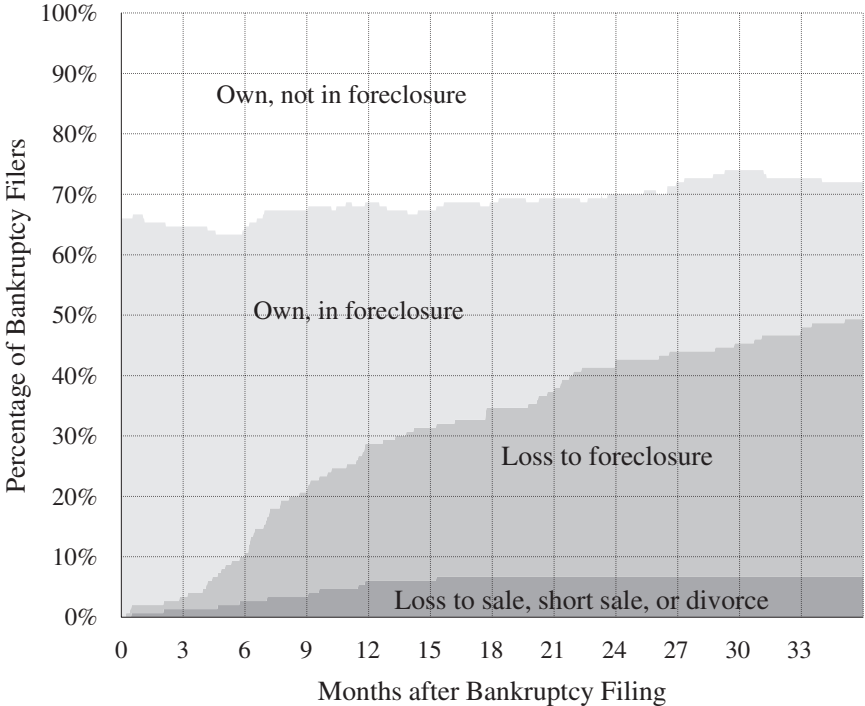 100%
90%
80%
70%
60%
50%
40%
30%
20%
10%
0%
Percentage of Bankruptcy Filers
Own, not in foreclosure
Own, in foreclosure
Loss to foreclosure
Loss to sale, short sale, or divorce
0 3 6 9 12 15 18 21 24 27 30 33
Months after Bankruptcy Filing